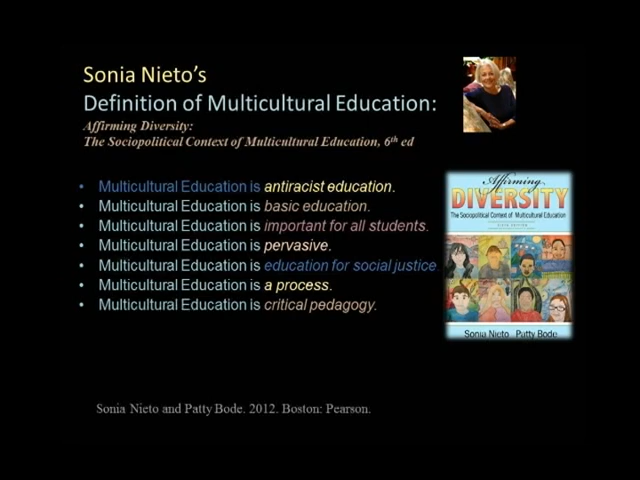 Sonia Nieto's
Definition of Multicultural Education:
Affirming Diversity:
The Sociopolitical Context of Multicultural Education, 6th ed
• Multicultural Education is antiracist education.
• Multicultural Education is basic education.
• Multicultural Education is important for all students.
• Multicultural Education is pervasive.
• Multicultural Education is education for social justice.
• Multicultural Education is a process.
• Multicultural Education is critical pedagogy.
Affirming
DIVERSITY
The Sociopolitical Context of Multicultural Education
Sonia Nieto Patty Bode
Sonia Nieto and Patty Bode. 2012. Boston: Pearson.